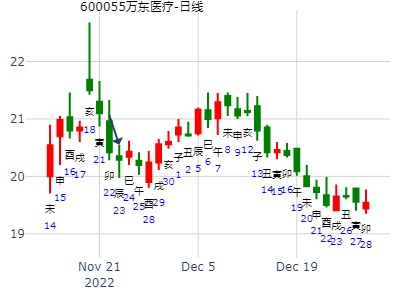 600055万东医疗-日线
22
21
20
19
未
14
申
15
酉
16
戌
17
亥
18
寅
21
卯
22
辰
23
巳
24
午
25
酉
28
戌
29
亥
30
子
1
丑
2
辰
5
巳
6
午
7
未
8
申
9
亥
12
子
13
丑
14
寅
15
卯
16
午
19
未
20
申
21
酉
22
戌
23
丑
26
寅
27
卯
28
Nov 21
2022
Dec 5
Dec 19